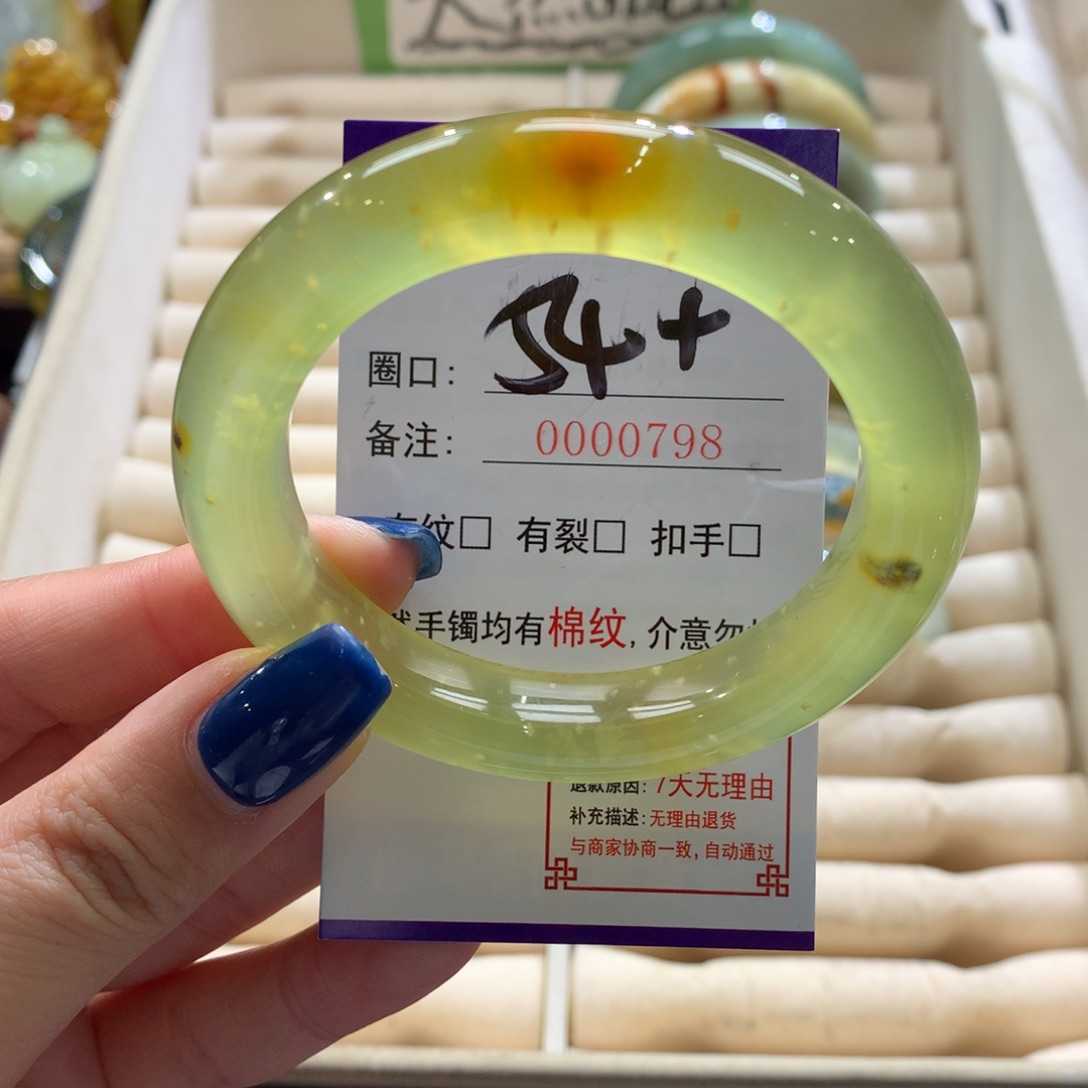 圈口: 54+
备注: 0000798
纹□ 有裂□ 扣手□
手镯均有棉纹, 介意勿
退款原因: 7天无理由
补充描述: 无理由退货
与商家协商一致, 自动通过